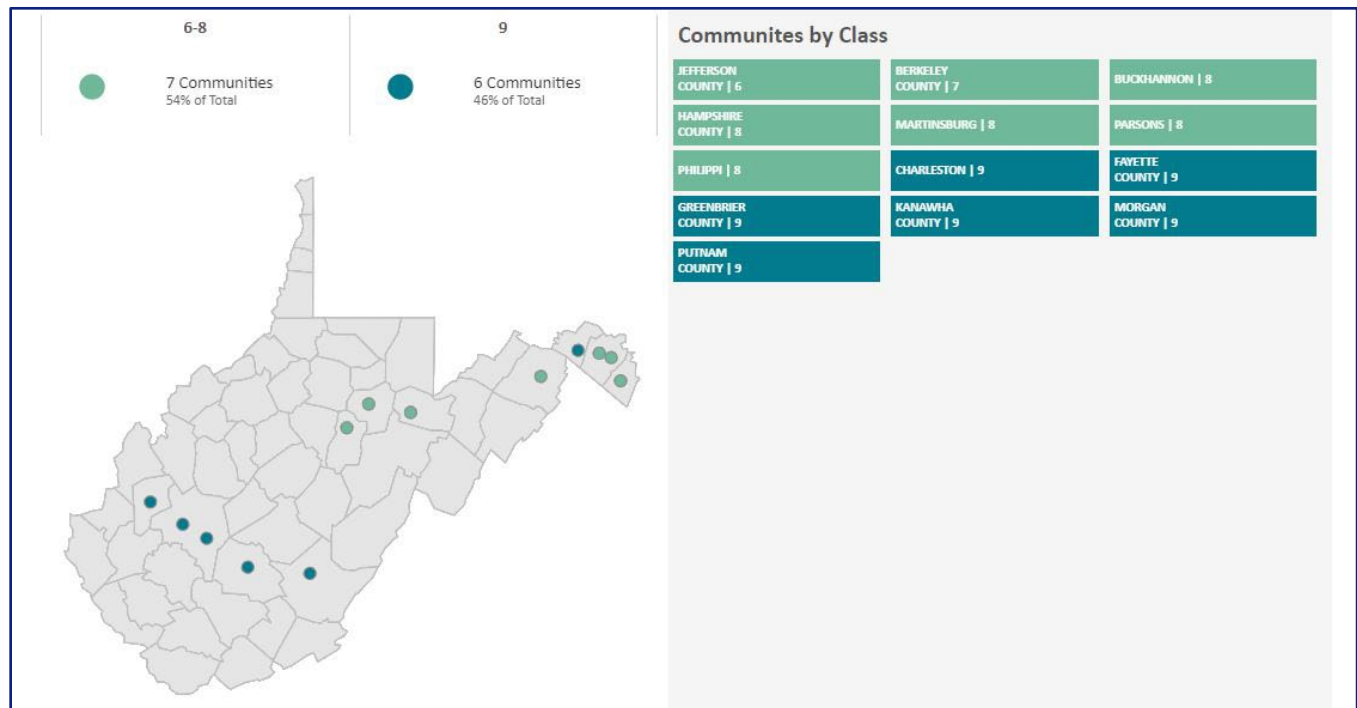 6-8
7 Communities
54% of Total
9
6 Communities
46% of Total
Communites by Class
JEFFERSON
COUNTY | 6
BERKELEY
COUNTY | 7
BUCKHANNON | 8
HAMPSHIRE
COUNTY | 8
MARTINSBURG | 8
PARSONS | 8
PHILIPPI | 8
CHARLESTON | 9
FAYETTE
COUNTY | 9
GREENBRIER
COUNTY | 9
KANAWHA
COUNTY | 9
MORGAN
COUNTY | 9
PUTNAM
COUNTY | 9